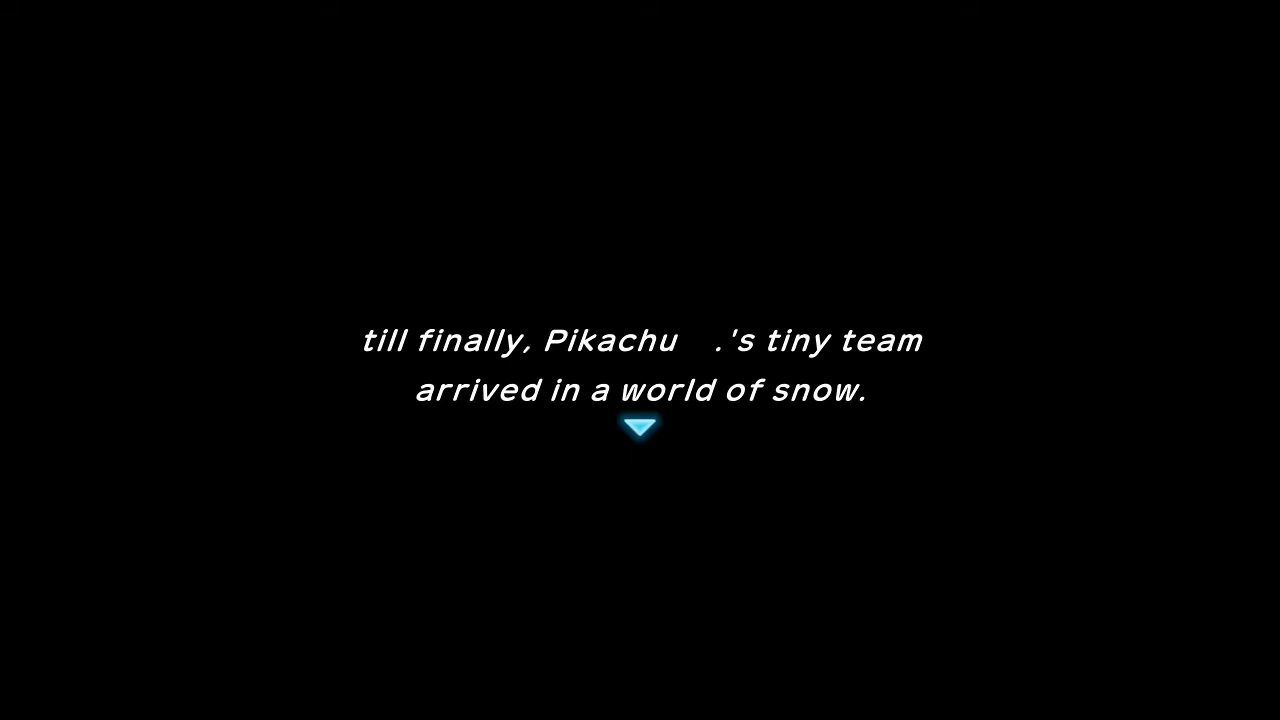 till finally, Pikachu .'s tiny team
arrived in a world of snow.